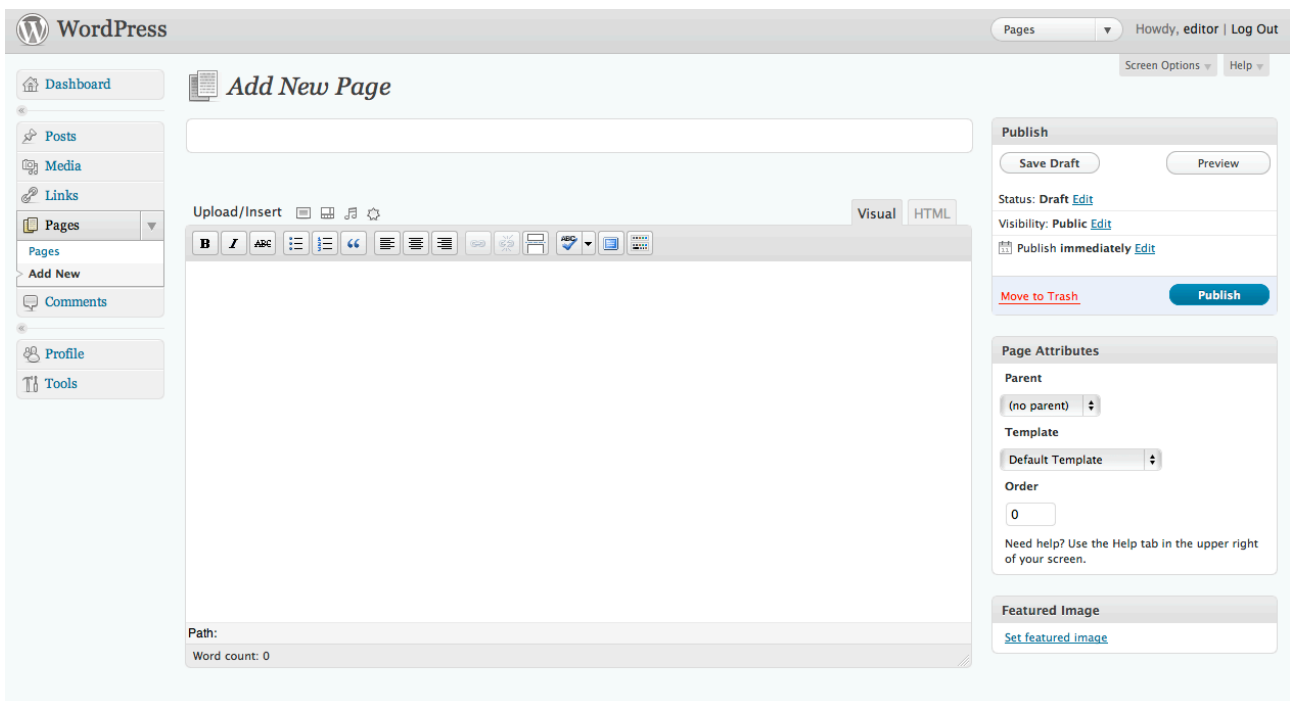 WordPress
Pages
Howdy, editor | Log Out
Screen Options
Help
Dashboard
Posts
Media
Links
Pages
Pages
Add New
Comments
Profile
Tools
Add New Page
Upload/Insert
Visual
HTML
B I ABC
ABC
Path:
Word count: 0
Publish
Save Draft
Preview
Status: Draft Edit
Visibility: Public Edit
Publish immediately Edit
Move to Trash
Publish
Page Attributes
Parent
(no parent)
Template
Default Template
Order
0
Need help? Use the Help tab in the upper right
of your screen.
Featured Image
Set featured image